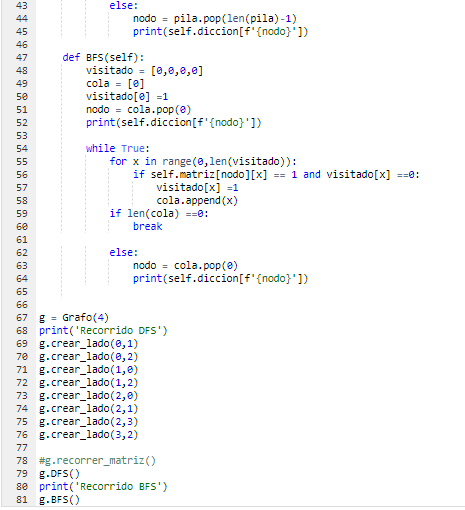 43 else:
44 nodo = pila.pop(len(pila)-1)
45 print(self.diccion[f'{nodo}'])
46
47 def BFS(self):
48 visitado = [0,0,0,0]
49 cola = [0]
50 visitado[0] =1
51 nodo = cola.pop(0)
52 print(self.diccion[f'{nodo}'])
53
54 while True:
55 for x in range(0,len(visitado)):
56 if self.matriz[nodo][x] == 1 and visitado[x] ==0:
57 visitado[x] =1
58 cola.append(x)
59 if len(cola) ==0:
60 break
61
62 else:
63 nodo = cola.pop(0)
64 print(self.diccion[f'{nodo}'])
65
66
67 g = Grafo(4)
68 print('Recorrido DFS')
69 g.crear_lado(0,1)
70 g.crear_lado(0,2)
71 g.crear_lado(1,0)
72 g.crear_lado(1,2)
73 g.crear_lado(2,0)
74 g.crear_lado(2,1)
75 g.crear_lado(2,3)
76 g.crear_lado(3,2)
77
78 #g.recorrer_matriz()
79 g.DFS()
80 print('Recorrido BFS')
81 g.BFS()